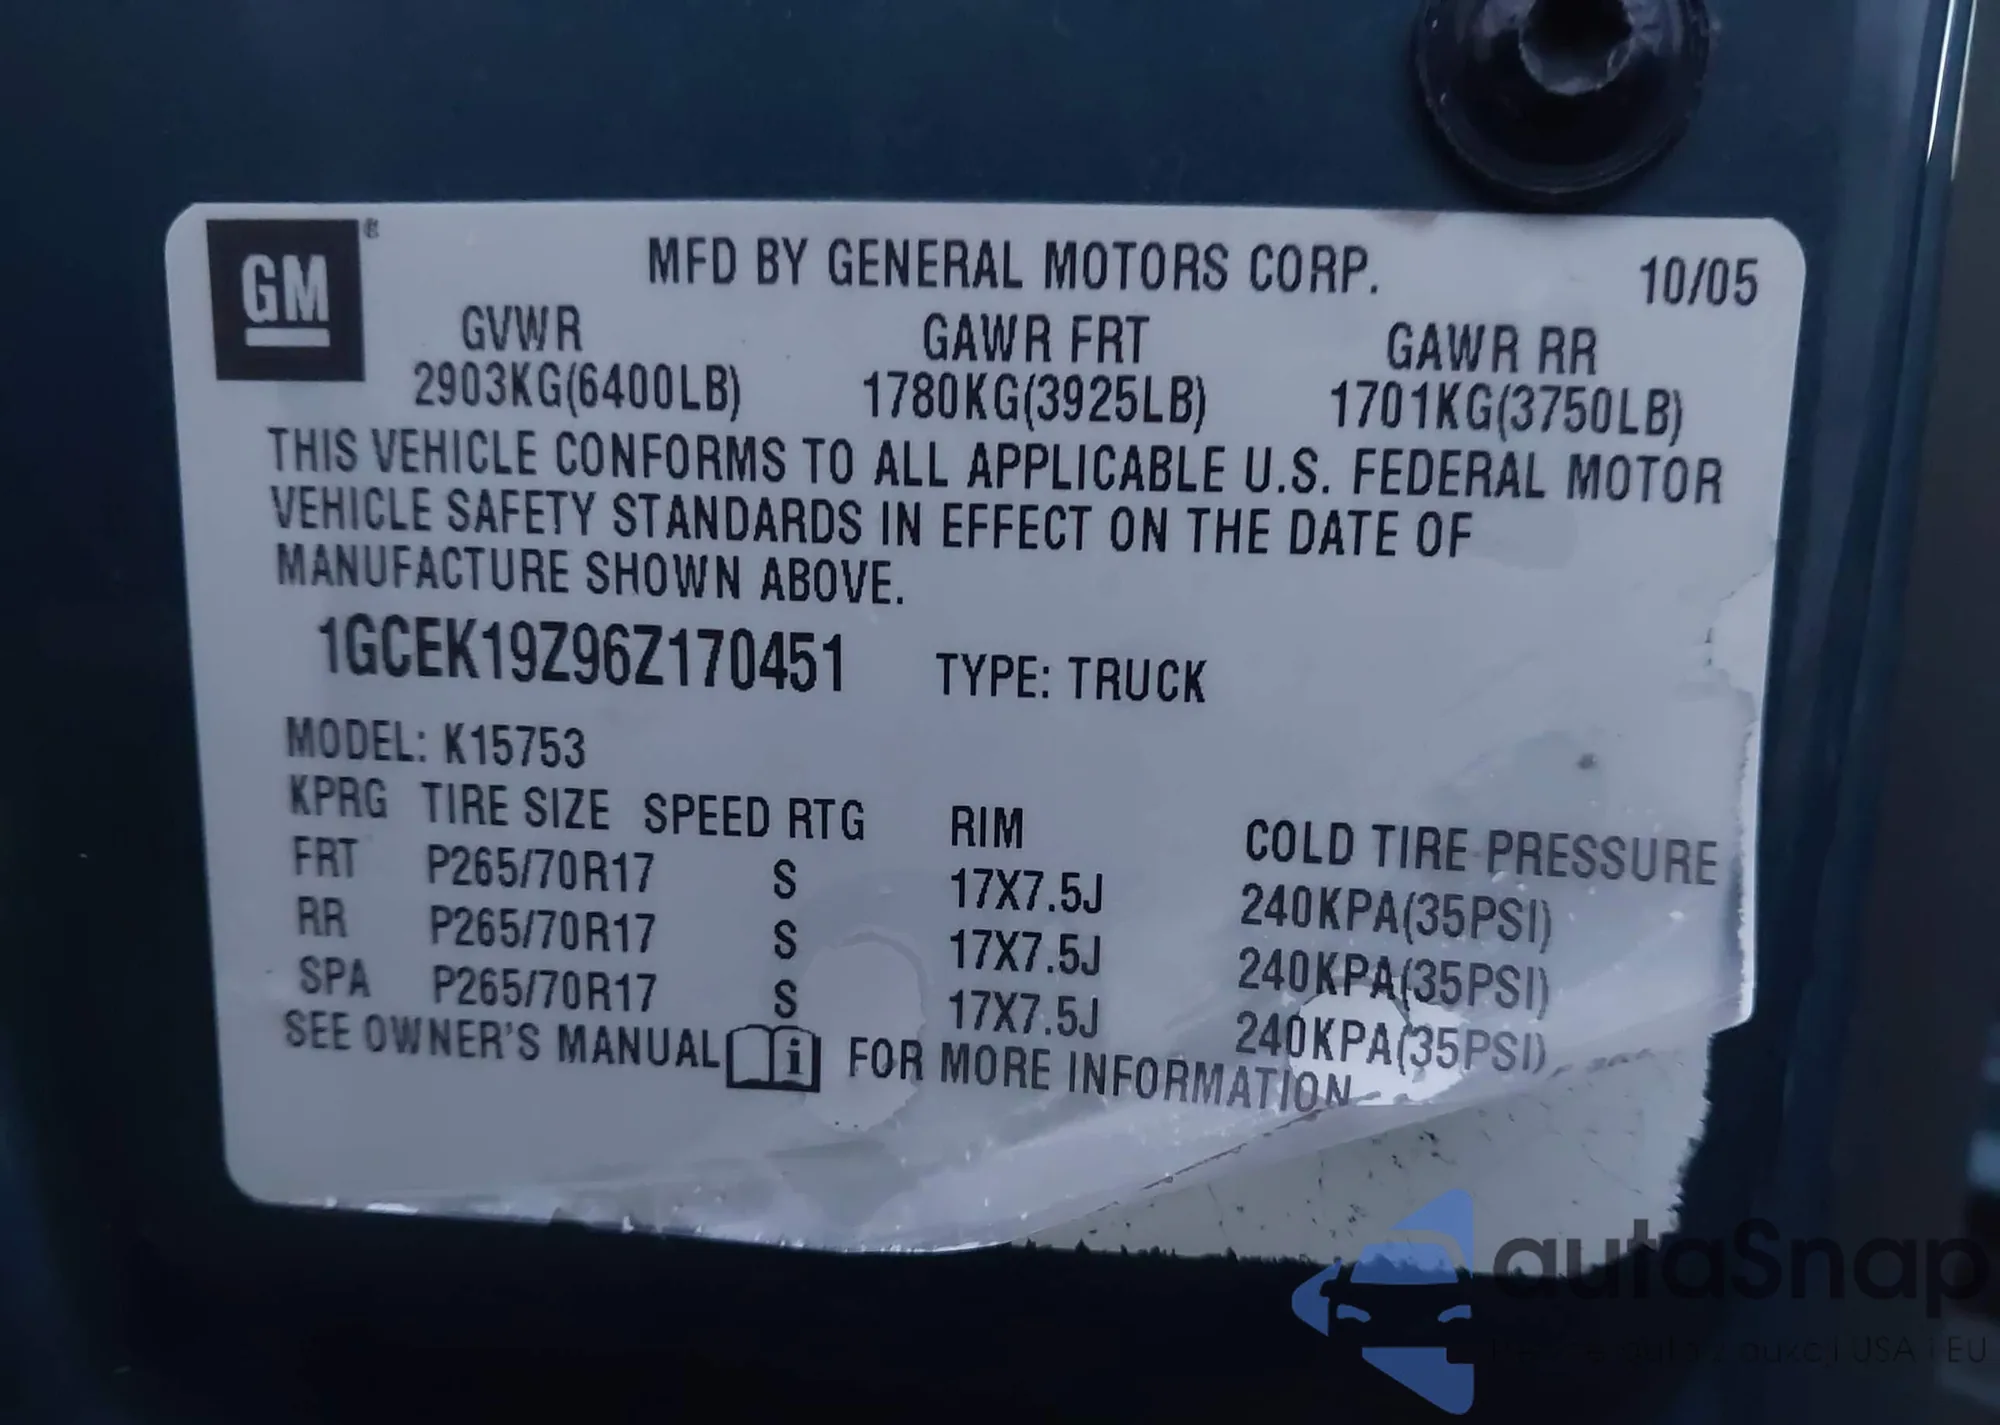 GM ®
MFD BY GENERAL MOTORS CORP. 10/05
GVWR GAWR FRT GAWR RR
2903KG(6400LB) 1780KG(3925LB) 1701KG(3750LB)
THIS VEHICLE CONFORMS TO ALL APPLICABLE U.S. FEDERAL MOTOR
VEHICLE SAFETY STANDARDS IN EFFECT ON THE DATE OF
MANUFACTURE SHOWN ABOVE.
1GCEK19Z96Z170451 TYPE: TRUCK
MODEL: K15753
KPRG TIRE SIZE SPEED RTG RIM COLD TIRE PRESSURE
FRT P265/70R17 S 17X7.5J 240KPA(35PSI)
RR P265/70R17 S 17X7.5J 240KPA(35PSI)
SPA P265/70R17 S 17X7.5J 240KPA(35PSI)
SEE OWNER'S MANUAL i FOR MORE INFORMATION
autaSnap
USA i EU